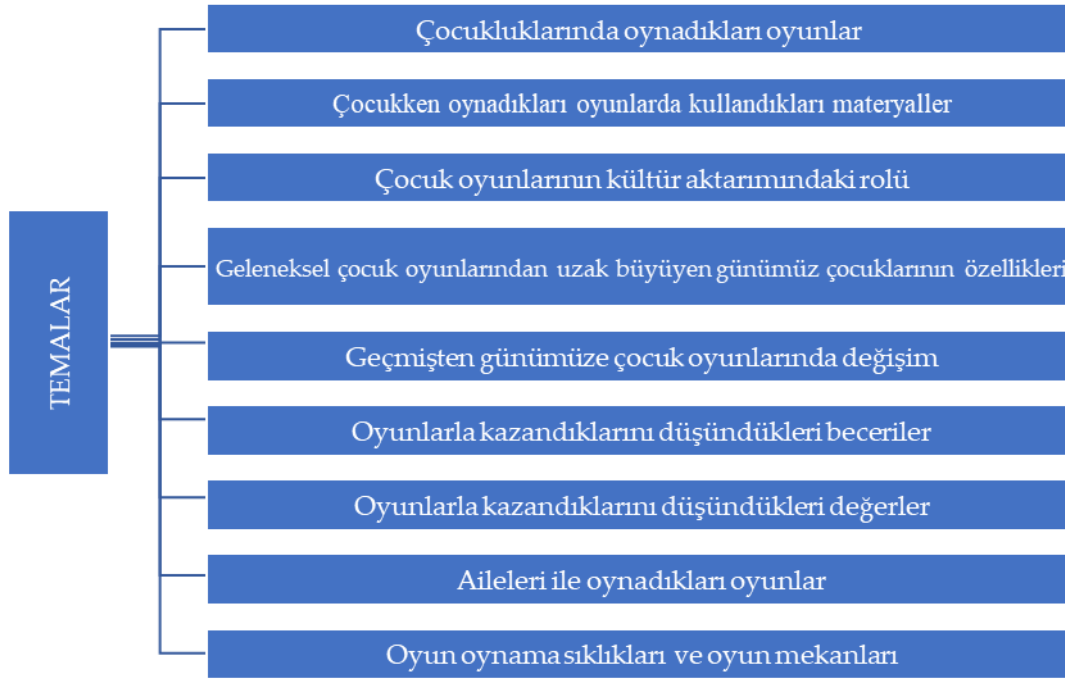 TEMALAR
Çocukluklarında oynadıkları oyunlar
Çocukken oynadıkları oyunlarda kullandıkları materyaller
Çocuk oyunlarının kültür aktarımındaki rolü
Geleneksel çocuk oyunlarından uzak büyüyen günümüz çocuklarının özellikleri
Geçmişten günümüze çocuk oyunlarında değişim
Oyunlarla kazandıklarını düşündükleri beceriler
Oyunlarla kazandıklarını düşündükleri değerler
Aileleri ile oynadıkları oyunlar
Oyun oynama sıklıkları ve oyun mekanları